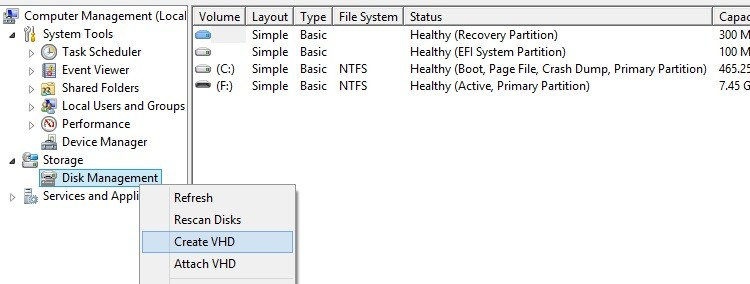 Computer Management (Local
System Tools
Task Scheduler
Event Viewer
Shared Folders
Local Users and Groups
Performance
Device Manager
Storage
Disk Management
Services and Appli
Refresh
Rescan Disks
Create VHD
Attach VHD
Volume Layout Type File System Status Capac
Simple Basic Healthy (Recovery Partition) 300 M
Simple Basic Healthy (EFI System Partition) 100 M
(C:) Simple Basic NTFS Healthy (Boot, Page File, Crash Dump, Primary Partition) 465.25
(F:) Simple Basic NTFS Healthy (Active, Primary Partition) 7.45 G